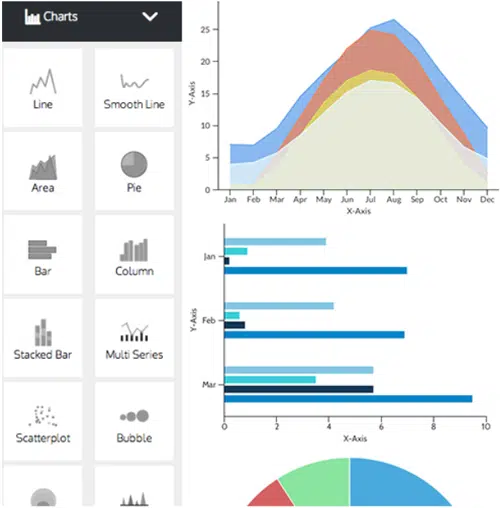 Charts
Line
Smooth Line
Area
Pie
Bar
Column
Stacked Bar
Multi Series
Scatterplot
Bubble
Y-Axis
25
20
15
10
5
0
Jan Feb Mar Apr May Jun Jul Aug Sep Oct Nov Dec
X-Axis
Y-Axis
Jan
Feb
Mar
0 2 4 6 8 10
X-Axis